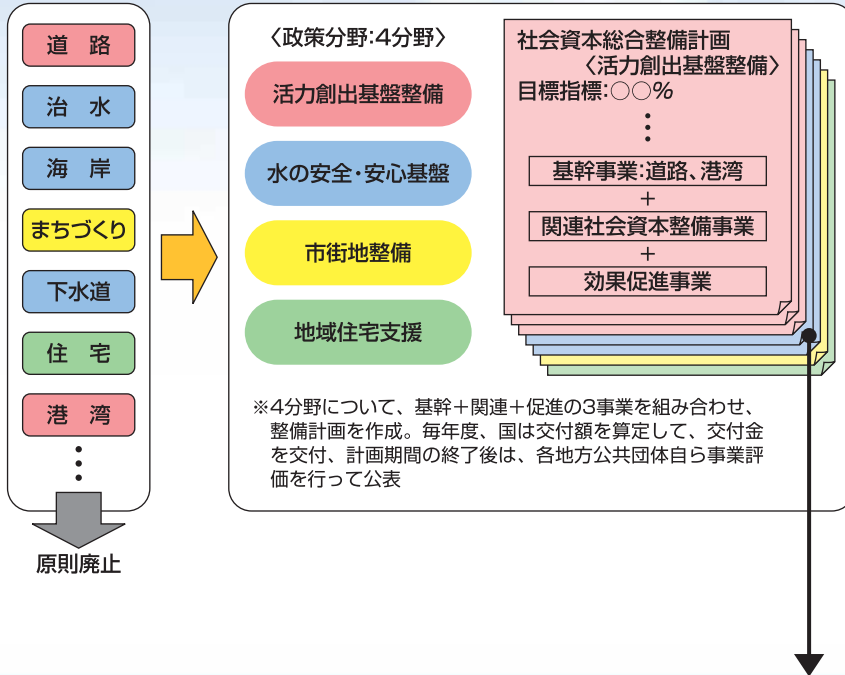 道 路
治 水
海 岸
まちづくり
下水道
住 宅
港 湾
⋮
原則廃止
〈政策分野:4分野〉
活力創出基盤整備
水の安全・安心基盤
市街地整備
地域住宅支援
社会資本総合整備計画
〈活力創出基盤整備〉
目標指標:○○%
⋮
基幹事業:道路、港湾
+
関連社会資本整備事業
+
効果促進事業
※4分野について、基幹+関連+促進の3事業を組み合わせ、
整備計画を作成。毎年度、国は交付額を算定して、交付金
を交付、計画期間の終了後は、各地方公共団体自ら事業評
価を行って公表